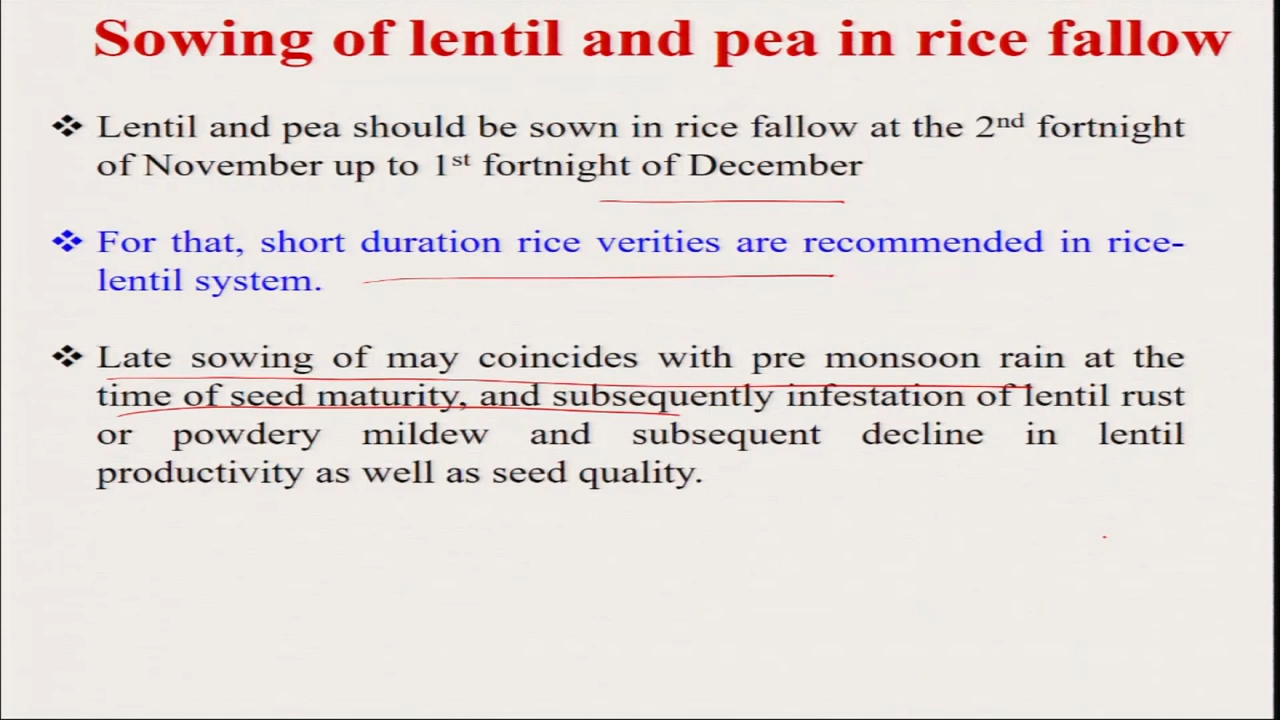 Sowing of lentil and pea in rice fallow
❖ Lentil and pea should be sown in rice fallow at the 2nd fortnight
of November up to 1st fortnight of December
❖ For that, short duration rice verities are recommended in rice-
lentil system.
❖ Late sowing of may coincides with pre monsoon rain at the
time of seed maturity, and subsequently infestation of lentil rust
or powdery mildew and subsequent decline in lentil
productivity as well as seed quality.